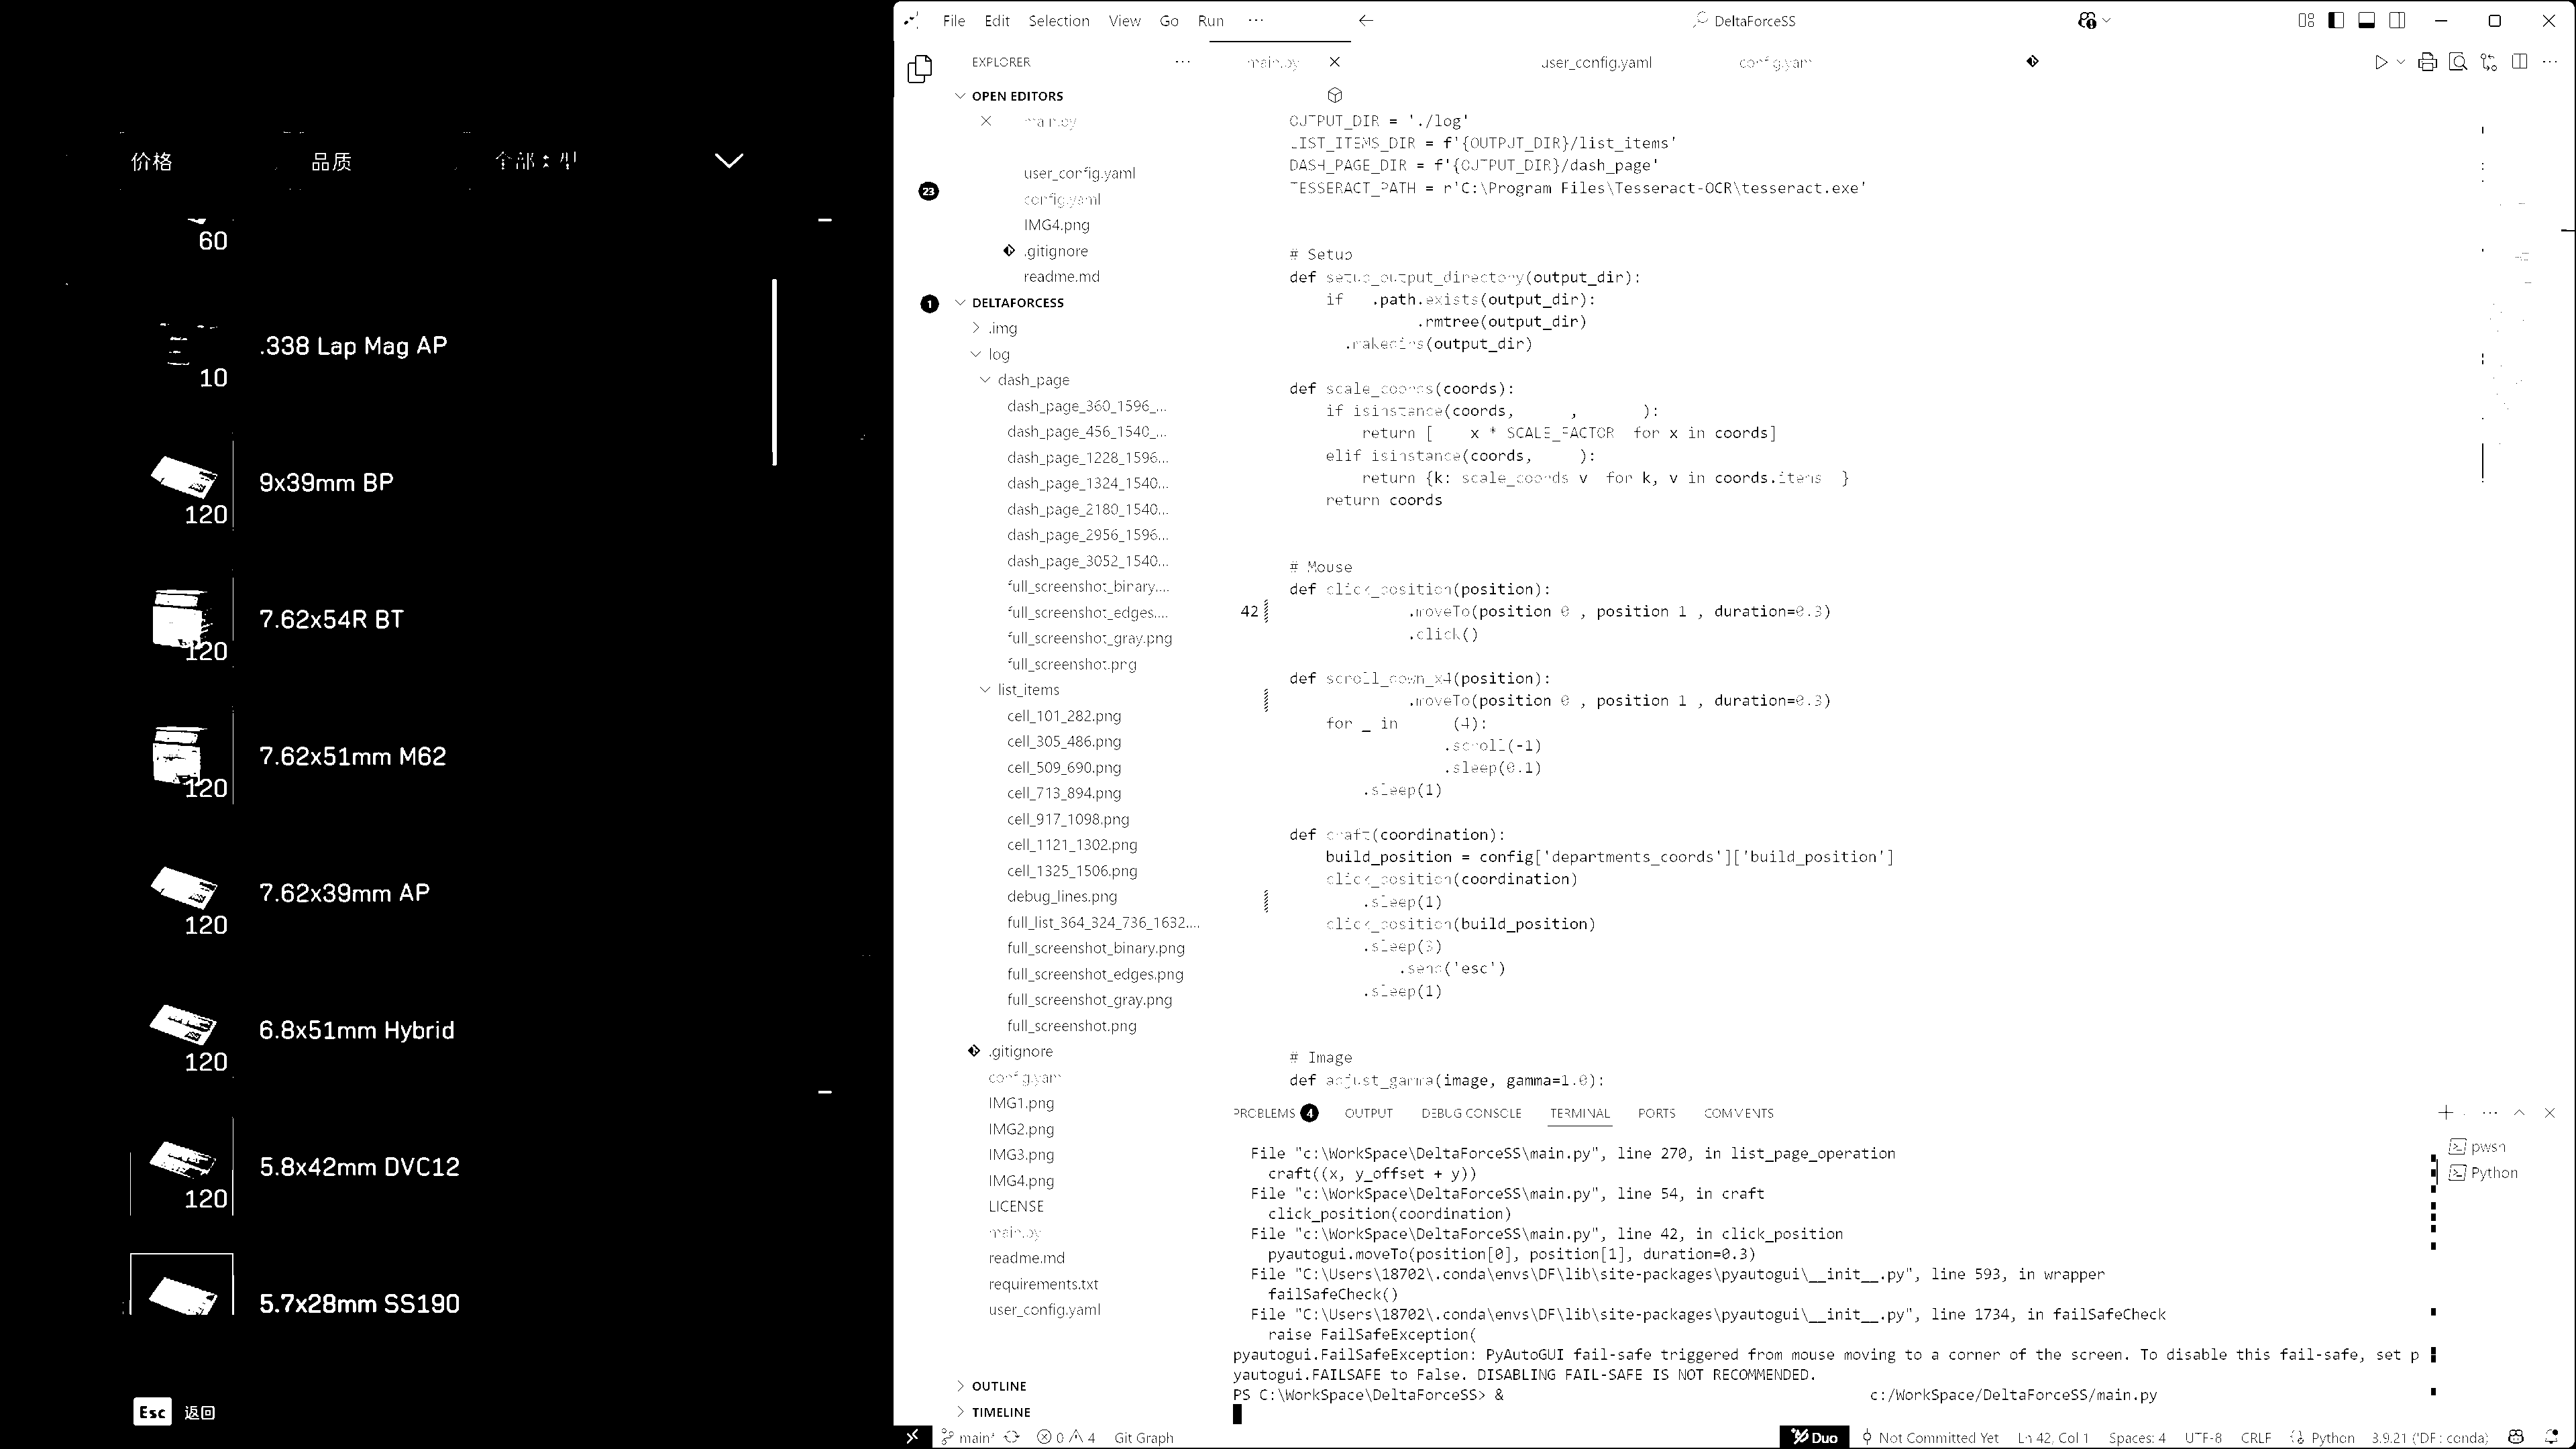 价格 品质 全部
60
.338 Lap Mag AP
10
9x39mm BP
120
7.62x54R BT
120
7.62x51mm M62
120
7.62x39mm AP
120
6.8x51mm Hybrid
120
5.8x42mm DVC12
120
5.7x28mm SS190
Esc 返回
File Edit Selection View Go Run ··· DeltaForceSS
EXPLORER ···
main.py user_config.yaml config.yaml
OPEN EDITORS
main.py
user_config.yaml
config.yaml
IMG4.png
.gitignore
readme.md
23
1
DELTAFORCESS
.img
log
dash_page
dash_page_360_1596_...
dash_page_456_1540_...
dash_page_1228_1596...
dash_page_1324_1540...
dash_page_2180_1540...
dash_page_2956_1596...
dash_page_3052_1540...
full_screenshot_binary....
full_screenshot_edges....
full_screenshot_gray.png
full_screenshot.png
list_items
cell_101_282.png
cell_305_486.png
cell_509_690.png
cell_713_894.png
cell_917_1098.png
cell_1121_1302.png
cell_1325_1506.png
debug_lines.png
full_list_364_324_736_1632....
full_screenshot_binary.png
full_screenshot_edges.png
full_screenshot_gray.png
full_screenshot.png
.gitignore
config.yaml
IMG1.png
IMG2.png
IMG3.png
IMG4.png
LICENSE
main.py
readme.md
requirements.txt
user_config.yaml
OUTLINE
TIMELINE
OUTPUT_DIR = './log'
LIST_ITEMS_DIR = f'{OUTPUT_DIR}/list_items'
DASH_PAGE_DIR = f'{OUTPUT_DIR}/dash_page'
TESSERACT_PATH = r'C:\Program Files\Tesseract-OCR\tesseract.exe'
# Setup
def setup_output_directory(output_dir):
if .path.exists(output_dir):
.rmtree(output_dir)
.makedirs(output_dir)
def scale_coords(coords):
if isinstance(coords, , ):
return [ x * SCALE_FACTOR for x in coords]
elif isinstance(coords, ):
return {k: scale_coords v for k, v in coords.items }
return coords
# Mouse
def click_position(position):
42 .moveTo(position 0 , position 1 , duration=0.3)
.click()
def scroll_down_x4(position):
.moveTo(position 0 , position 1 , duration=0.3)
for _ in (4):
.scroll(-1)
.sleep(0.1)
.sleep(1)
def craft(coordination):
build_position = config['departments_coords']['build_position']
click_position(coordination)
.sleep(1)
click_position(build_position)
.sleep(3)
.send('esc')
.sleep(1)
# Image
def adjust_gamma(image, gamma=1.0):
PROBLEMS 4 OUTPUT DEBUG CONSOLE TERMINAL PORTS COMMENTS
File "c:\WorkSpace\DeltaForceSS\main.py", line 270, in list_page_operation
craft((x, y_offset + y))
File "c:\WorkSpace\DeltaForceSS\main.py", line 54, in craft
click_position(coordination)
File "c:\WorkSpace\DeltaForceSS\main.py", line 42, in click_position
pyautogui.moveTo(position[0], position[1], duration=0.3)
File "C:\Users\18702\.conda\envs\DF\lib\site-packages\pyautogui\__init__.py", line 593, in wrapper
failSafeCheck()
File "C:\Users\18702\.conda\envs\DF\lib\site-packages\pyautogui\__init__.py", line 1734, in failSafeCheck
raise FailSafeException(
pyautogui.FailSafeException: PyAutoGUI fail-safe triggered from mouse moving to a corner of the screen. To disable this fail-safe, set p
yautogui.FAILSAFE to False. DISABLING FAIL-SAFE IS NOT RECOMMENDED.
PS C:\WorkSpace\DeltaForceSS> & c:/WorkSpace/DeltaForceSS/main.py
pwsh
Python
main* 0 4 Git Graph Duo Not Committed Yet Ln 42, Col 1 Spaces: 4 UTF-8 CRLF Python 3.9.21 ('DF': conda)